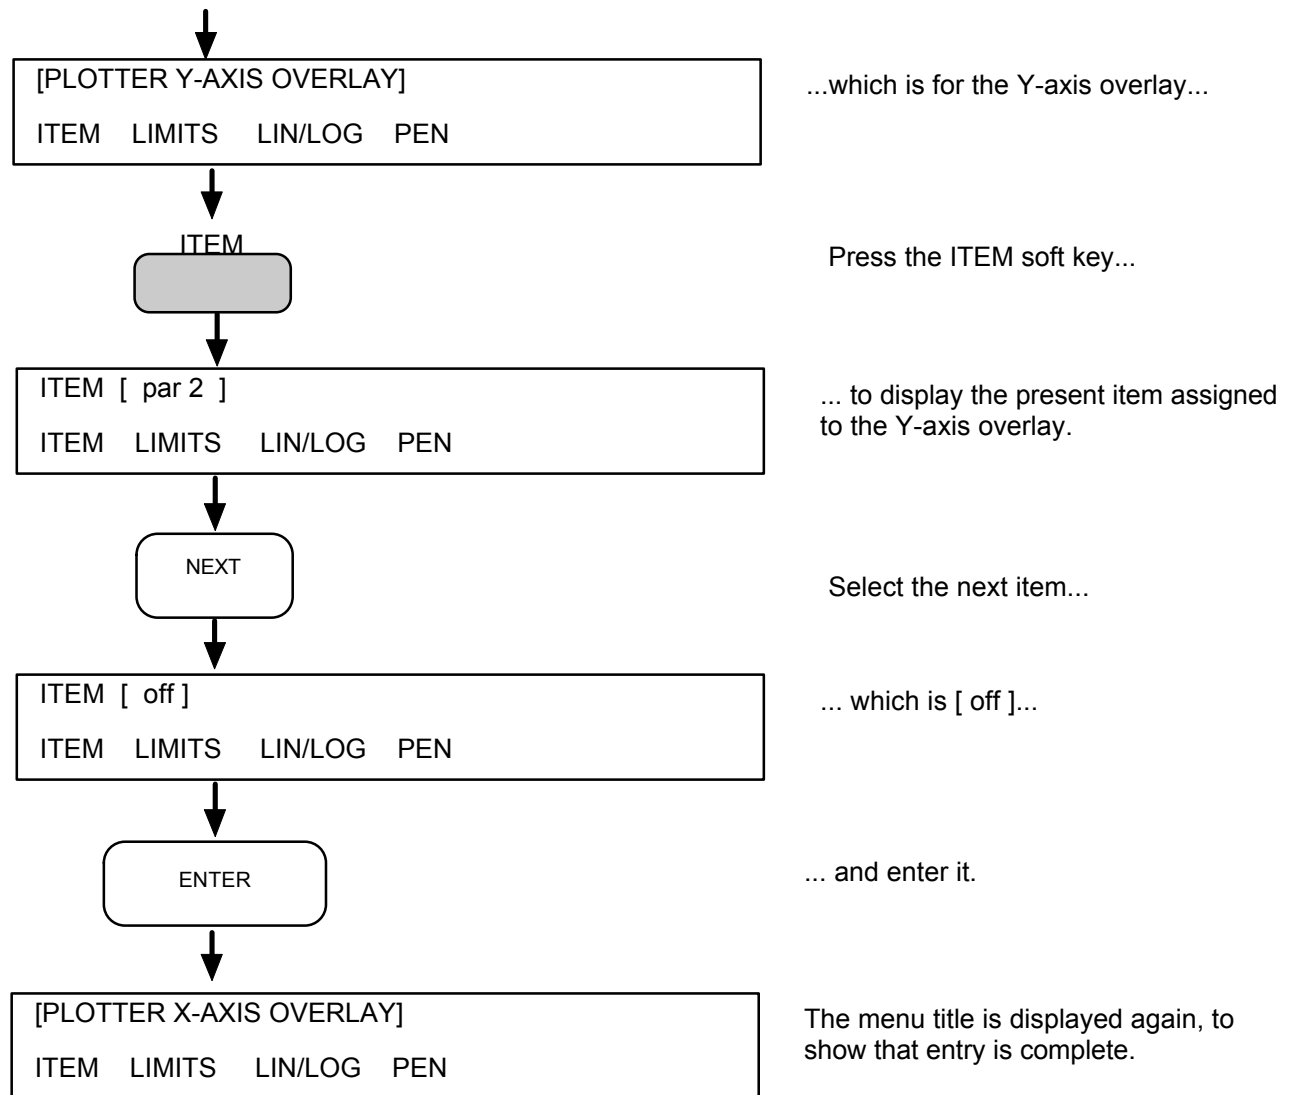 [PLOTTER Y-AXIS OVERLAY]
ITEM LIMITS LIN/LOG PEN
...which is for the Y-axis overlay...
ITEM
Press the ITEM soft key...
ITEM [ par 2 ]
ITEM LIMITS LIN/LOG PEN
... to display the present item assigned
to the Y-axis overlay.
NEXT
Select the next item...
ITEM [ off ]
ITEM LIMITS LIN/LOG PEN
... which is [ off ]...
ENTER
... and enter it.
[PLOTTER X-AXIS OVERLAY]
ITEM LIMITS LIN/LOG PEN
The menu title is displayed again, to
show that entry is complete.